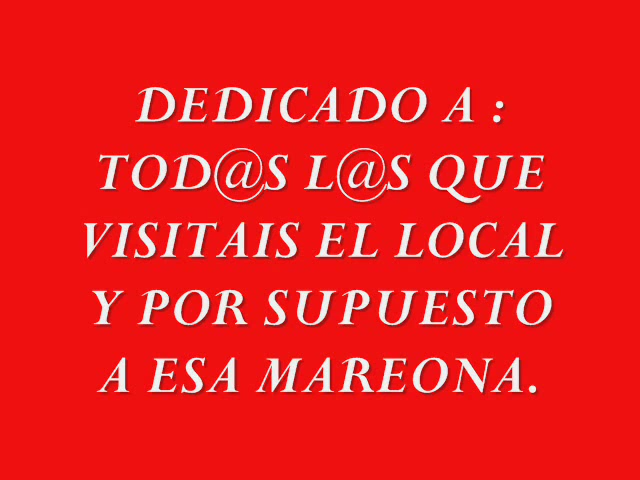 DEDICADO A :
TOD@S L@S QUE
VISITAIS EL LOCAL
Y POR SUPUESTO
A ESA MAREONA.